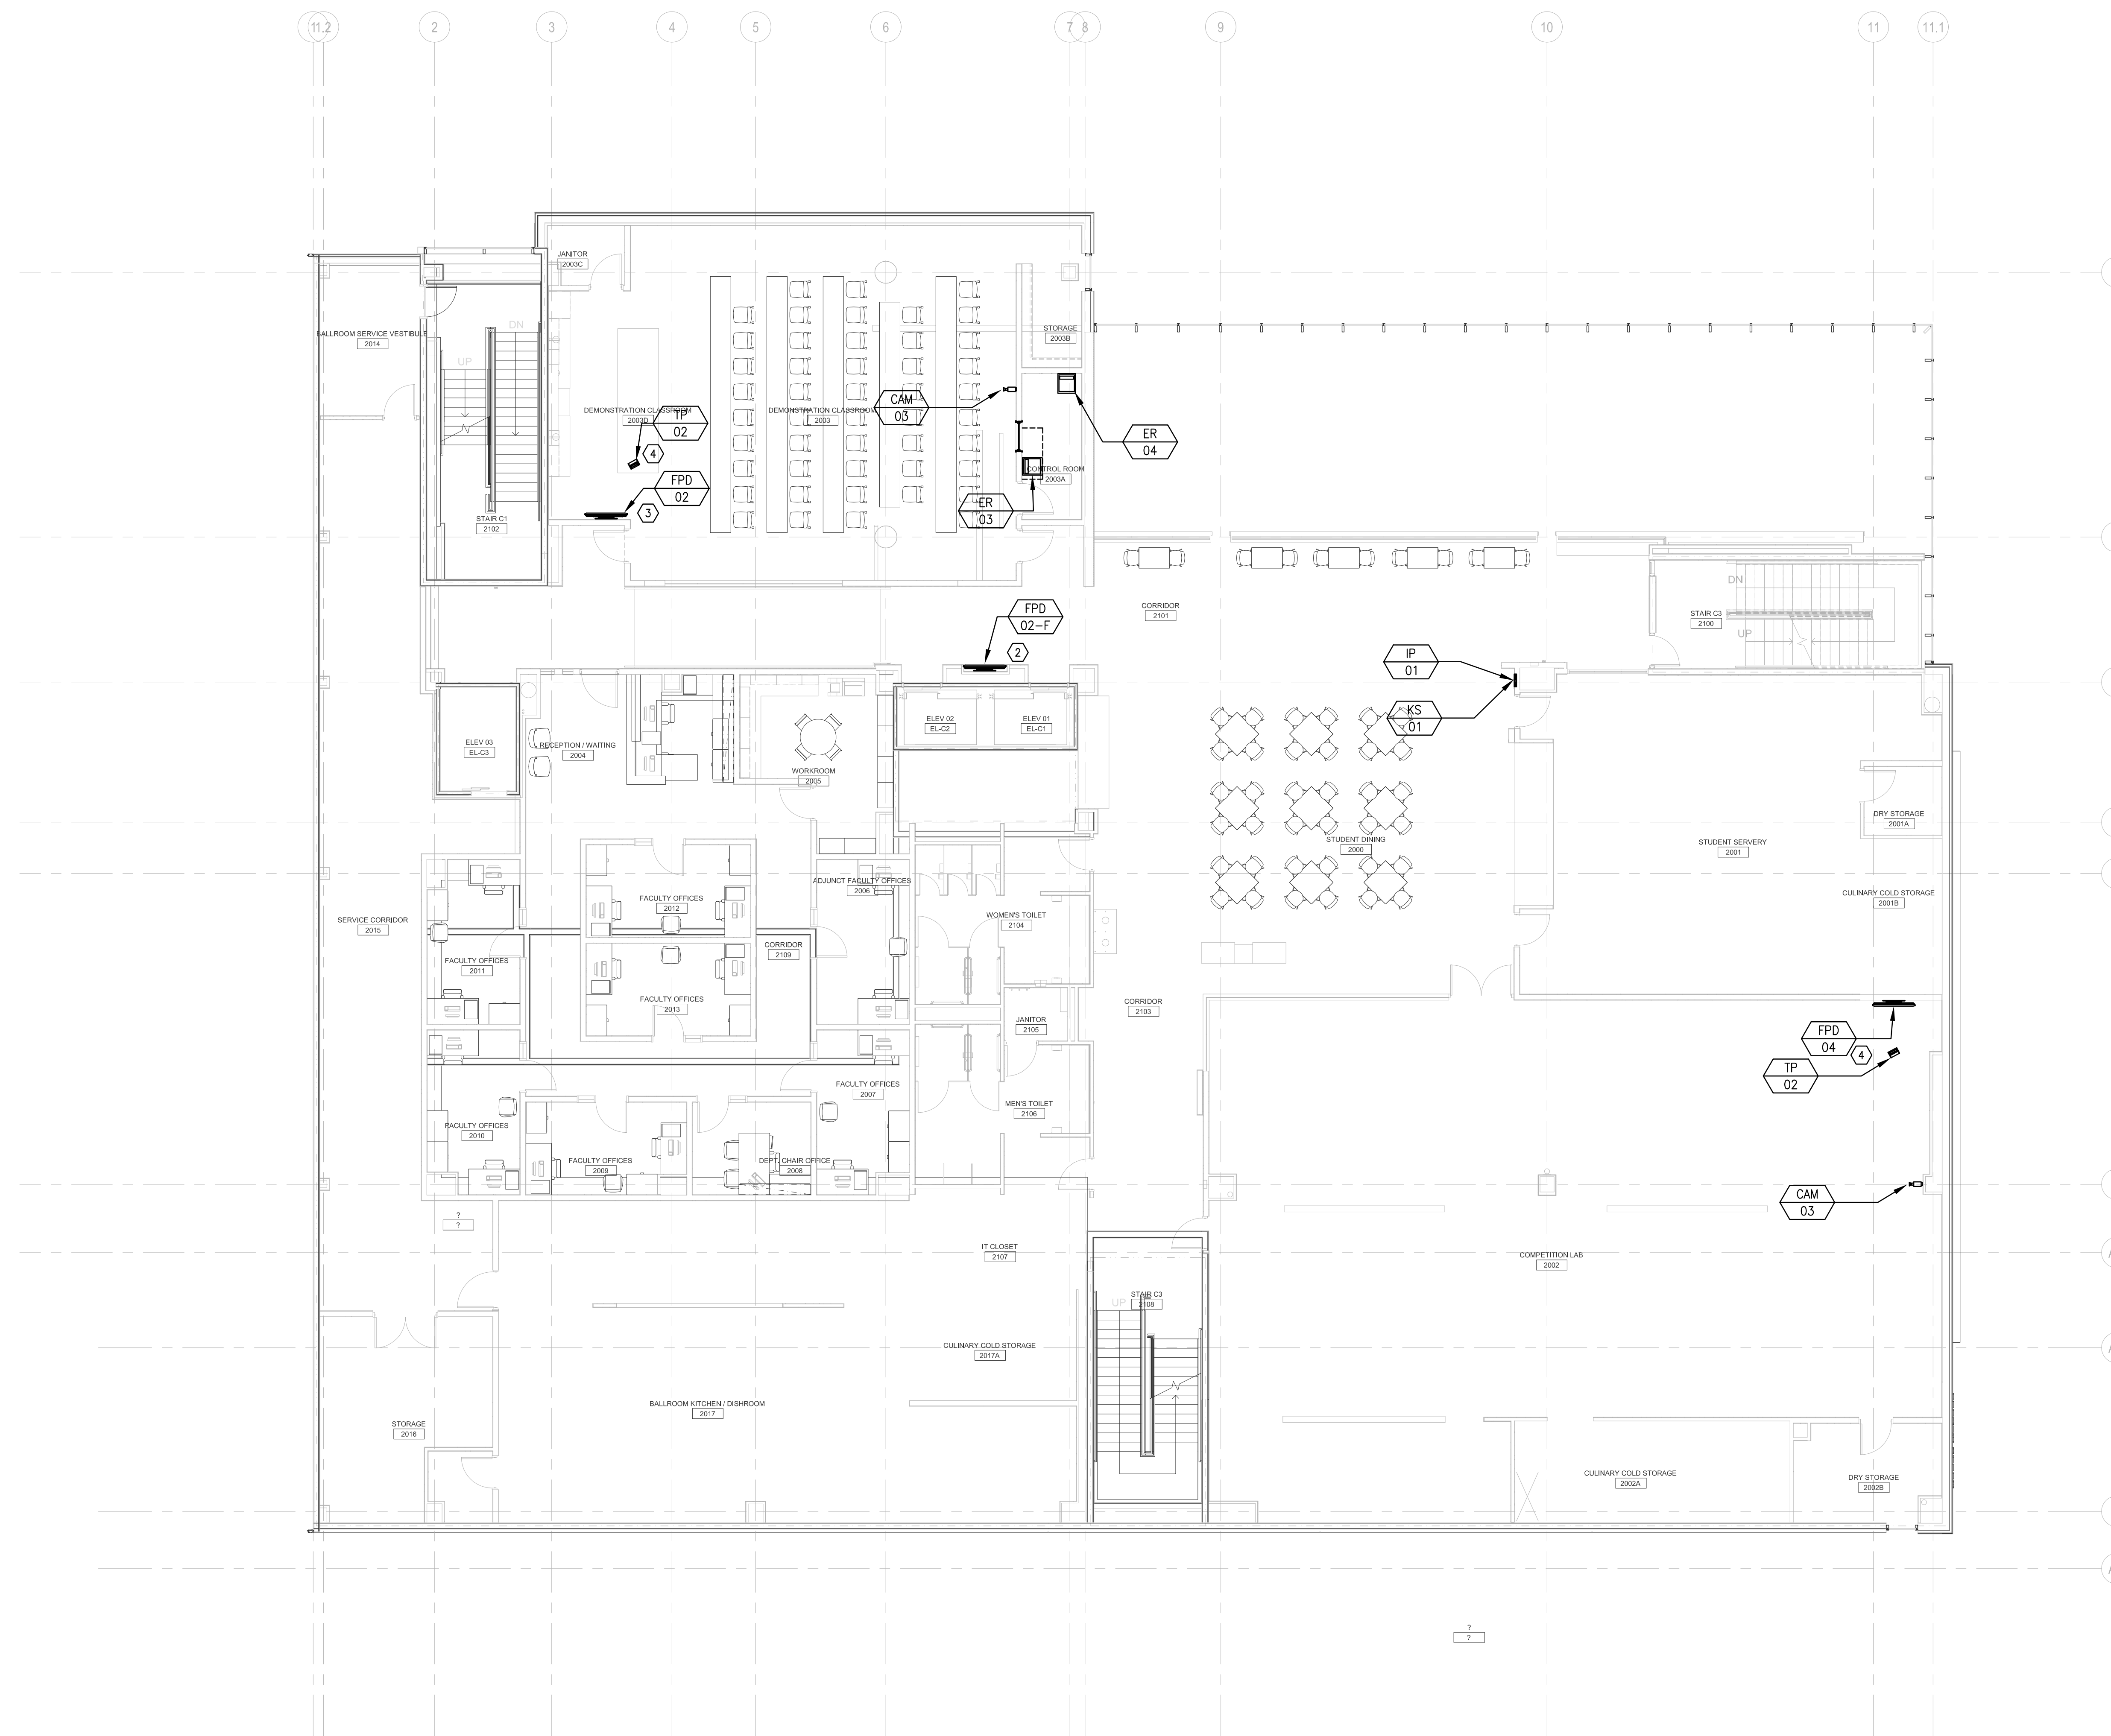 1
1.2
2
3
4
5
6
7
8
9
10
11
11.1
JANITOR
2003C
BALLROOM SERVICE VESTIBULE
2014
DN
UP
STAIR C1
2102
DEMONSTRATION CLASSROOM
2003D
TP
02
4
FPD
02
3
DEMONSTRATION CLASSROOM
2003
CAM
03
STORAGE
2003B
ER
04
CONTROL ROOM
2003A
ER
03
FPD
02-F
2
CORRIDOR
2101
DN
UP
STAIR C3
2100
IP
01
KS
01
ELEV 03
EL-C3
RECEPTION / WAITING
2004
WORKROOM
2005
ELEV 02
EL-C2
ELEV 01
EL-C1
STUDENT DINING
2000
STUDENT SERVERY
2001
DRY STORAGE
2001A
CULINARY COLD STORAGE
2001B
SERVICE CORRIDOR
2015
FACULTY OFFICES
2012
ADJUNCT FACULTY OFFICES
2006
WOMEN'S TOILET
2104
FACULTY OFFICES
2011
CORRIDOR
2109
FACULTY OFFICES
2013
JANITOR
2105
CORRIDOR
2103
FPD
04
4
TP
02
FACULTY OFFICES
2007
MEN'S TOILET
2106
FACULTY OFFICES
2010
FACULTY OFFICES
2009
DEPT. CHAIR OFFICE
2008
CAM
03
?
?
IT CLOSET
2107
COMPETITION LAB
2002
STAIR C3
2108
UP
CULINARY COLD STORAGE
2017A
BALLROOM KITCHEN / DISHROOM
2017
STORAGE
2016
CULINARY COLD STORAGE
2002A
DRY STORAGE
2002B
?
?